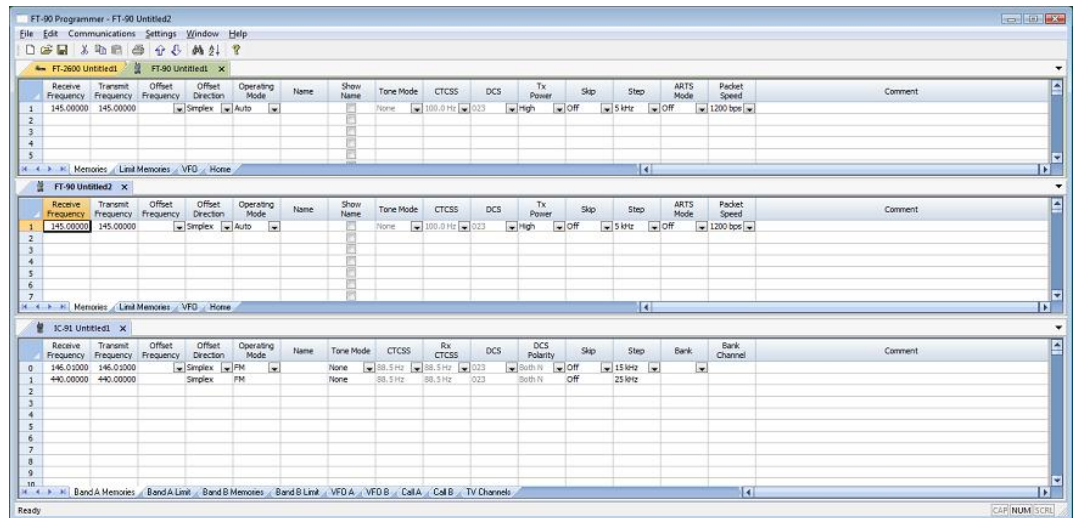 FT-90 Programmer - FT-90 Untitled2
File Edit Communications Settings Window Help
FT-2600 Untitled1 FT-90 Untitled1 x
Receive Frequency Transmit Frequency Offset Frequency Offset Direction Operating Mode Name Show Name Tone Mode CTCSS DCS Tx Power Skip Step ARTS Mode Packet Speed Comment
1 145.00000 145.00000 Simplex Auto None 100.0 Hz 023 High Off 5 kHz Off 1200 bps
2
3
4
5
Memories Limit Memories VFO Home
FT-90 Untitled2 x
Receive Frequency Transmit Frequency Offset Frequency Offset Direction Operating Mode Name Show Name Tone Mode CTCSS DCS Tx Power Skip Step ARTS Mode Packet Speed Comment
1 145.00000 145.00000 Simplex Auto None 100.0 Hz 023 High Off 5 kHz Off 1200 bps
2
3
4
5
6
7
Memories Limit Memories VFO Home
IC-91 Untitled1 x
Receive Frequency Transmit Frequency Offset Frequency Offset Direction Operating Mode Name Tone Mode CTCSS Rx CTCSS DCS DCS Polarity Skip Step Bank Bank Channel Comment
0 146.01000 146.01000 Simplex FM None 88.5 Hz 88.5 Hz 023 Both N Off 15 kHz
1 440.00000 440.00000 Simplex FM None 88.5 Hz 88.5 Hz 023 Both N Off 25 kHz
2
3
4
5
6
7
8
9
10
Band A Memories Band A Limit Band B Memories Band B Limit VFO A VFO B Call A Call B TV Channels
Ready CAP NUM SCRL